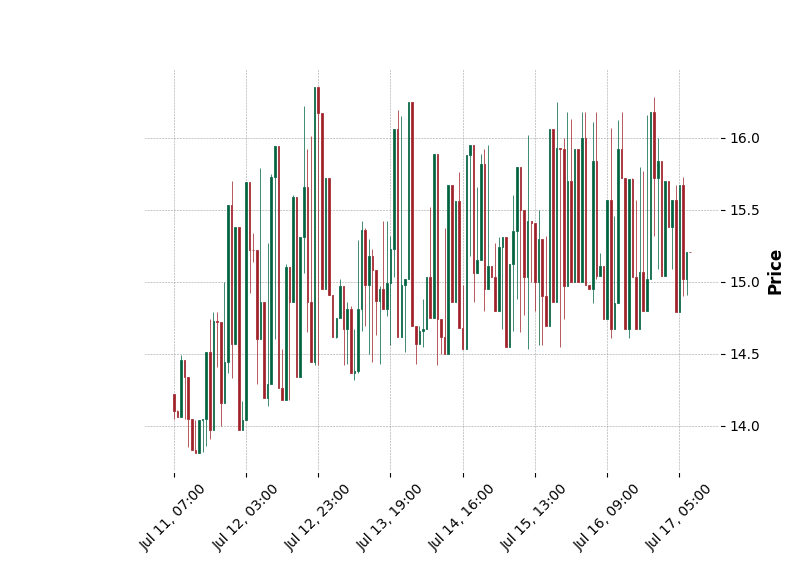 16.0
15.5
15.0
14.5
14.0
Price
Jul 11, 07:00
Jul 12, 03:00
Jul 12, 23:00
Jul 13, 19:00
Jul 14, 16:00
Jul 15, 13:00
Jul 16, 09:00
Jul 17, 05:00